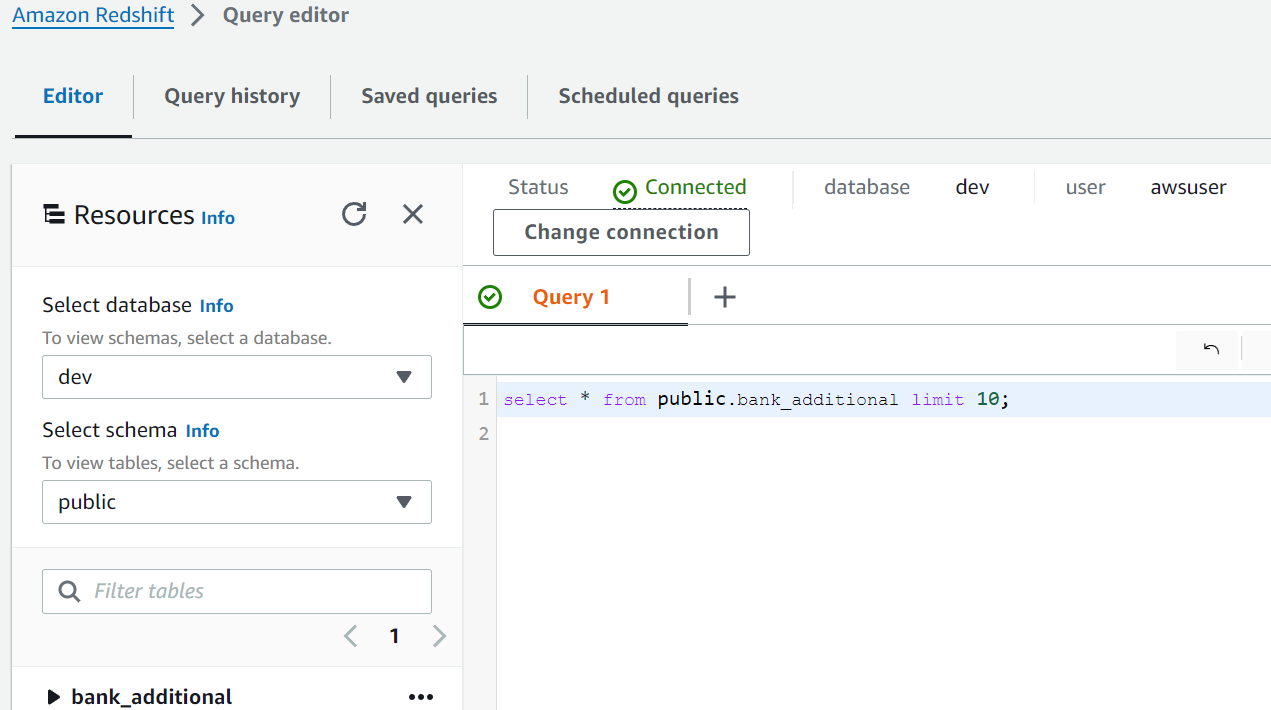 Amazon Redshift > Query editor
Editor Query history Saved queries Scheduled queries
Resources Info
Status Connected database dev user awsuser
Change connection
Select database Info
To view schemas, select a database.
dev
Select schema Info
To view tables, select a schema.
public
Filter tables
1
bank_additional
Query 1
1 select * from public.bank_additional limit 10;
2